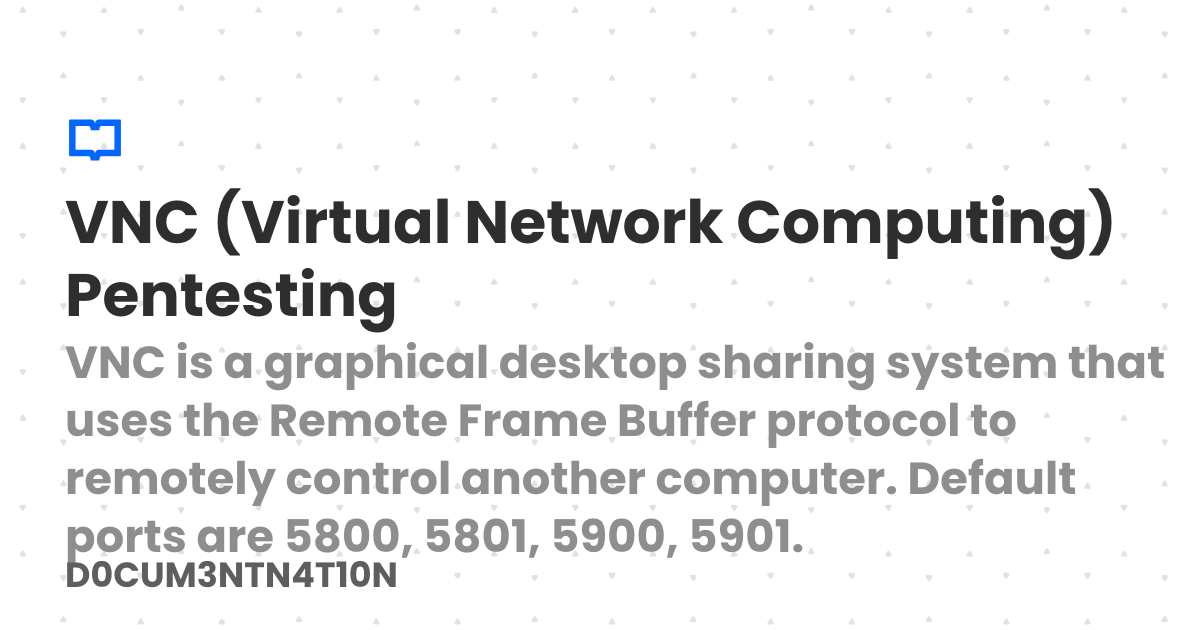 VNC (Virtual Network Computing)
Pentesting
VNC is a graphical desktop sharing system that
uses the Remote Frame Buffer protocol to
remotely control another computer. Default
ports are 5800, 5801, 5900, 5901.
D0CUM3NTN4T10N